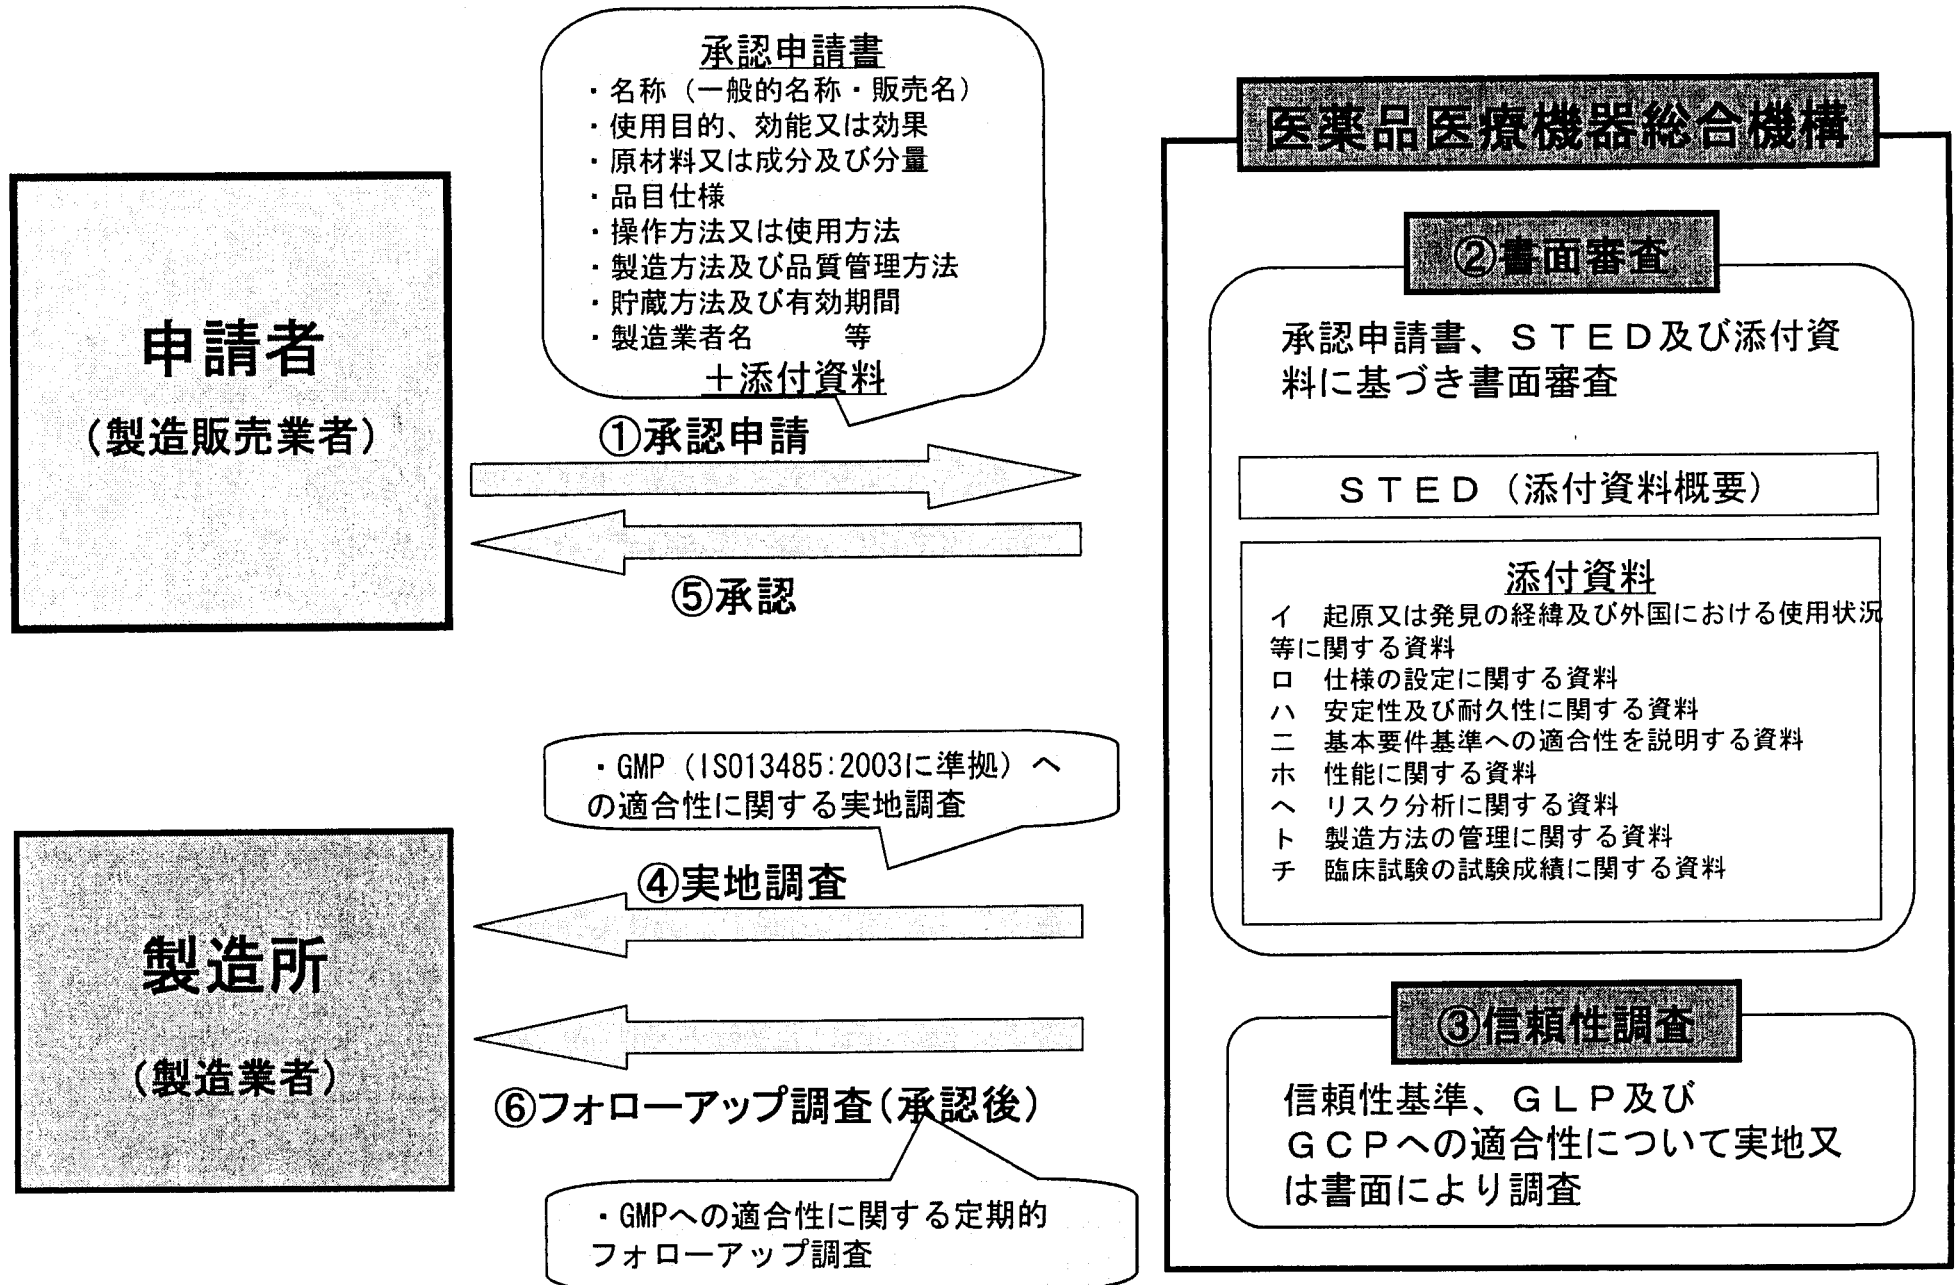 承認申請書
・名称（一般的名称・販売名）
・使用目的、効能又は効果
・原材料又は成分及び分量
・品目仕様
・操作方法又は使用方法
・製造方法及び品質管理方法
・貯蔵方法及び有効期間
・製造業者名　　　等
＋添付資料
申請者
（製造販売業者）
①承認申請
⑤承認
・GMP（ISO13485:2003に準拠）へ
の適合性に関する実地調査
④実地調査
製造所
（製造業者）
⑥フォローアップ調査（承認後）
・GMPへの適合性に関する定期的
フォローアップ調査
医薬品医療機器総合機構
②書面審査
承認申請書、ＳＴＥＤ及び添付資
料に基づき書面審査
ＳＴＥＤ（添付資料概要）
添付資料
イ　起原又は発見の経緯及び外国における使用状況
等に関する資料
ロ　仕様の設定に関する資料
ハ　安定性及び耐久性に関する資料
ニ　基本要件基準への適合性を説明する資料
ホ　性能に関する資料
ヘ　リスク分析に関する資料
ト　製造方法の管理に関する資料
チ　臨床試験の試験成績に関する資料
③信頼性調査
信頼性基準、ＧＬＰ及び
ＧＣＰへの適合性について実地又
は書面により調査